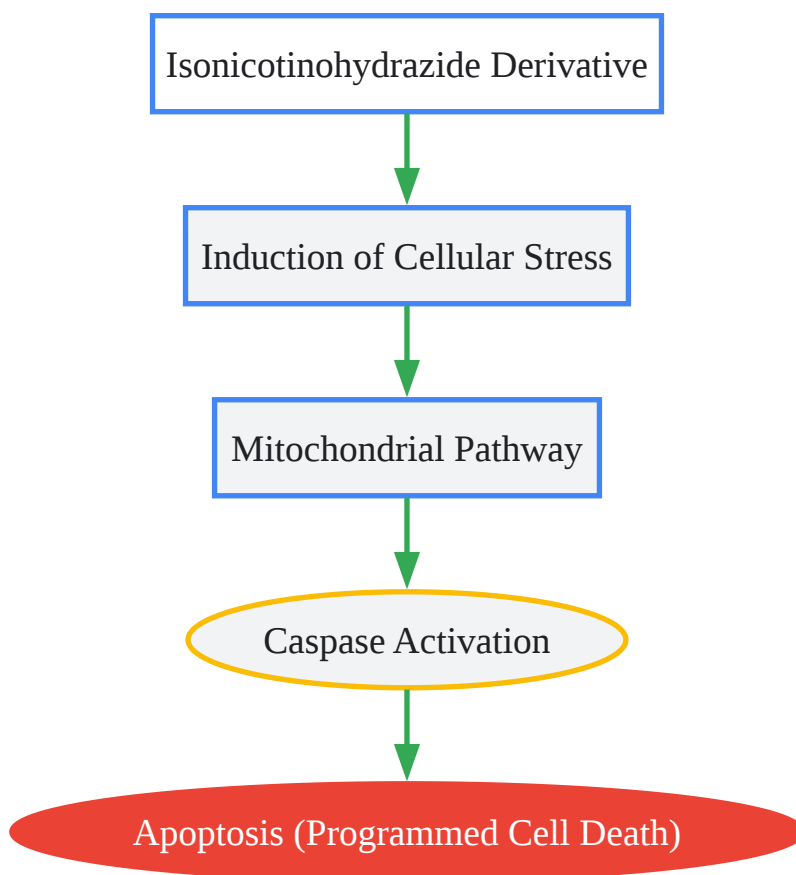 Isonicotinohydrazide Derivative
Induction of Cellular Stress
Mitochondrial Pathway
Caspase Activation
Apoptosis (Programmed Cell Death)